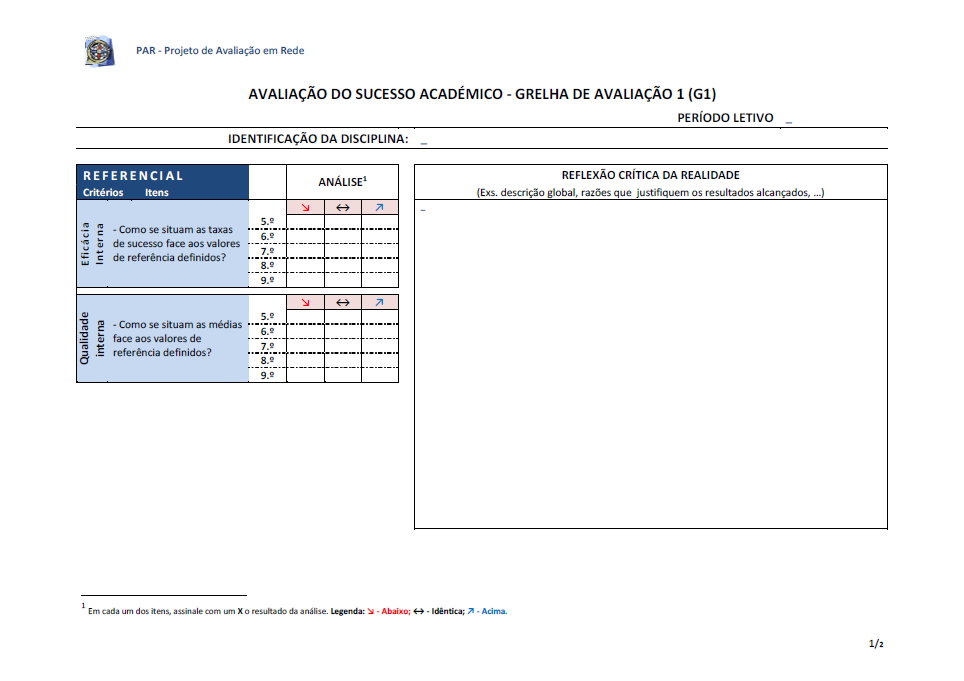 PAR - Projeto de Avaliação em Rede
AVALIAÇÃO DO SUCESSO ACADÉMICO - GRELHA DE AVALIAÇÃO 1 (G1)
PERÍODO LETIVO _
IDENTIFICAÇÃO DA DISCIPLINA: _
REFERENCIAL
Critérios Itens
ANÁLISE¹
↘ ↔ ↗
Eficácia
Interna
- Como se situam as taxas
de sucesso face aos valores
de referência definidos?
5.º
6.º
7.º
8.º
9.º
↘ ↔ ↗
Qualidade
interna
- Como se situam as médias
face aos valores de
referência definidos?
5.º
6.º
7.º
8.º
9.º
REFLEXÃO CRÍTICA DA REALIDADE
(Exs. descrição global, razões que justifiquem os resultados alcançados, ...)
_
1 Em cada um dos itens, assinale com um X o resultado da análise. Legenda: ↘ - Abaixo; ↔ - Idêntica; ↗ - Acima.
1/2